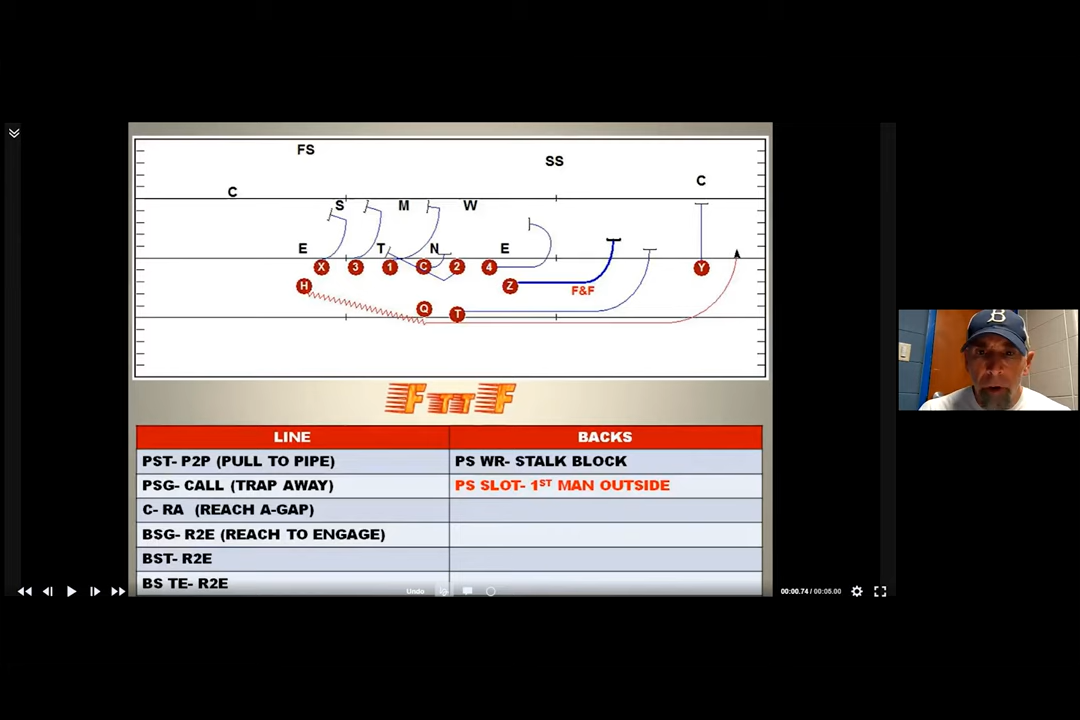 FS
SS
C
C
S M W
E T N E
X 3 1 C 2 4 Y
H Z
F&F
Q T
F TT F
LINE BACKS
PST- P2P (PULL TO PIPE) PS WR- STALK BLOCK
PSG- CALL (TRAP AWAY) PS SLOT- 1ST MAN OUTSIDE
C- RA (REACH A-GAP)
BSG- R2E (REACH TO ENGAGE)
BST- R2E
BS TE- R2E
Undo 00:00.74 / 00:05.00
B